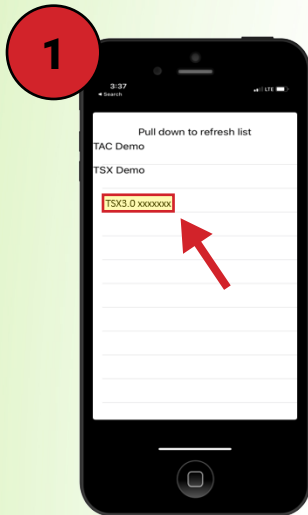 1
3:37
LTE
◂ Search
Pull down to refresh list
TAC Demo
TSX Demo
TSX3.0 xxxxxxx